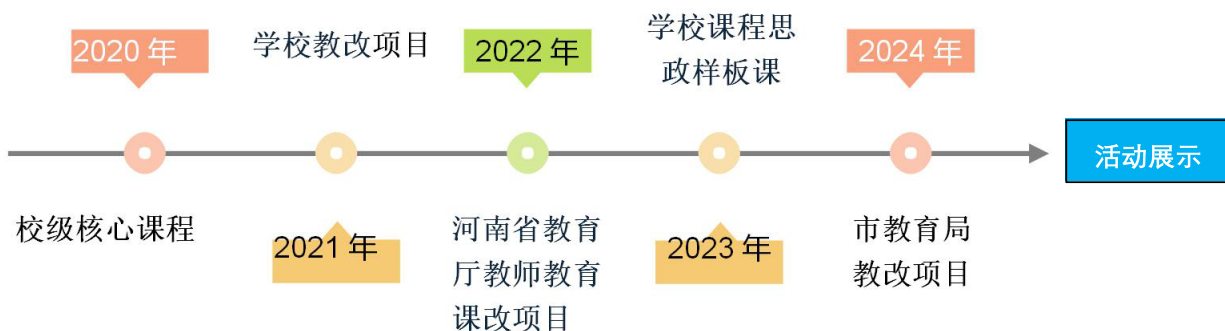 2020 年
学校教改项目
2022 年
学校课程思
政样板课
2024 年
活动展示
校级核心课程
2021 年
河南省教育
厅教师教育
课改项目
2023 年
市教育局
教改项目